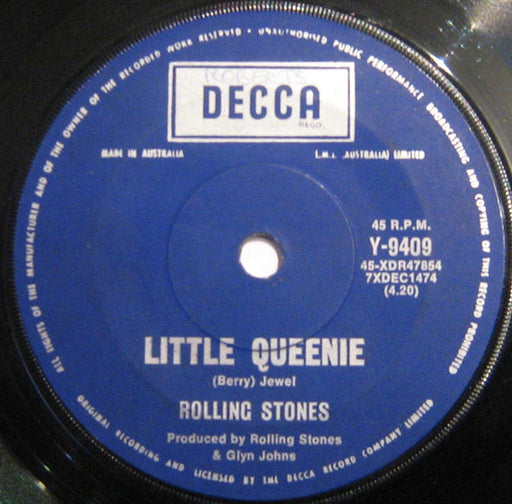 ALL RIGHTS OF THE MANUFACTURER AND OF THE OWNER OF THE RECORDED WORK RESERVED • UNAUTHORISED PUBLIC PERFORMANCE BROADCASTING AND COPYING OF THIS RECORD PROHIBITED
ROBERTS
DECCA
REGD.
MADE IN AUSTRALIA
E.M.I. (AUSTRALIA) LIMITED
45 R.P.M.
Y-9409
45-XDR47854
7XDEC1474
(4.20)
LITTLE QUEENIE
(Berry) Jewel
ROLLING STONES
Produced by Rolling Stones
& Glyn Johns
ORIGINAL RECORDING AND LICENSED BY THE DECCA RECORD COMPANY LIMITED